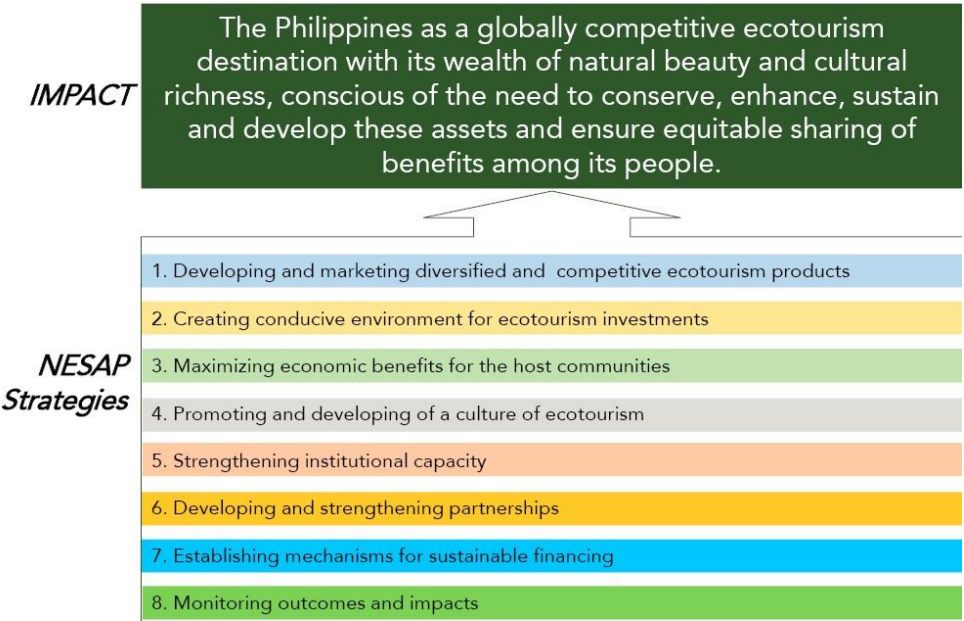 IMPACT
The Philippines as a globally competitive ecotourism
destination with its wealth of natural beauty and cultural
richness, conscious of the need to conserve, enhance, sustain
and develop these assets and ensure equitable sharing of
benefits among its people.
NESAP
Strategies
1. Developing and marketing diversified and competitive ecotourism products
2. Creating conducive environment for ecotourism investments
3. Maximizing economic benefits for the host communities
4. Promoting and developing of a culture of ecotourism
5. Strengthening institutional capacity
6. Developing and strengthening partnerships
7. Establishing mechanisms for sustainable financing
8. Monitoring outcomes and impacts